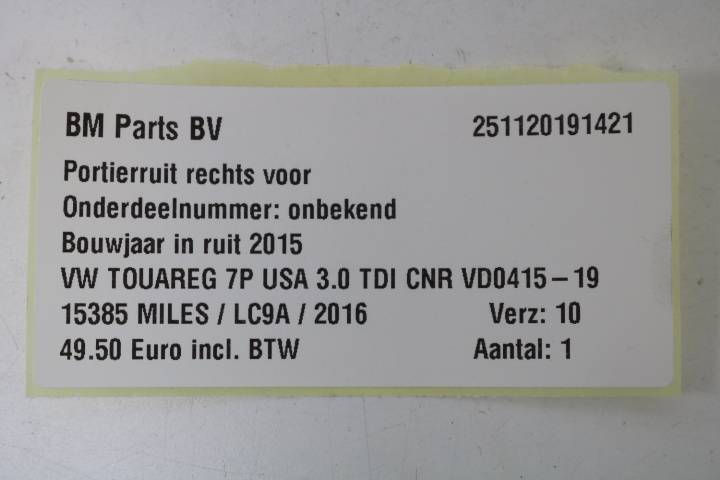 BM Parts BV 251120191421
Portierruit rechts voor
Onderdeelnummer: onbekend
Bouwjaar in ruit 2015
VW TOUAREG 7P USA 3.0 TDI CNR VD0415-19
15385 MILES / LC9A / 2016 Verz: 10
49.50 Euro incl. BTW Aantal: 1